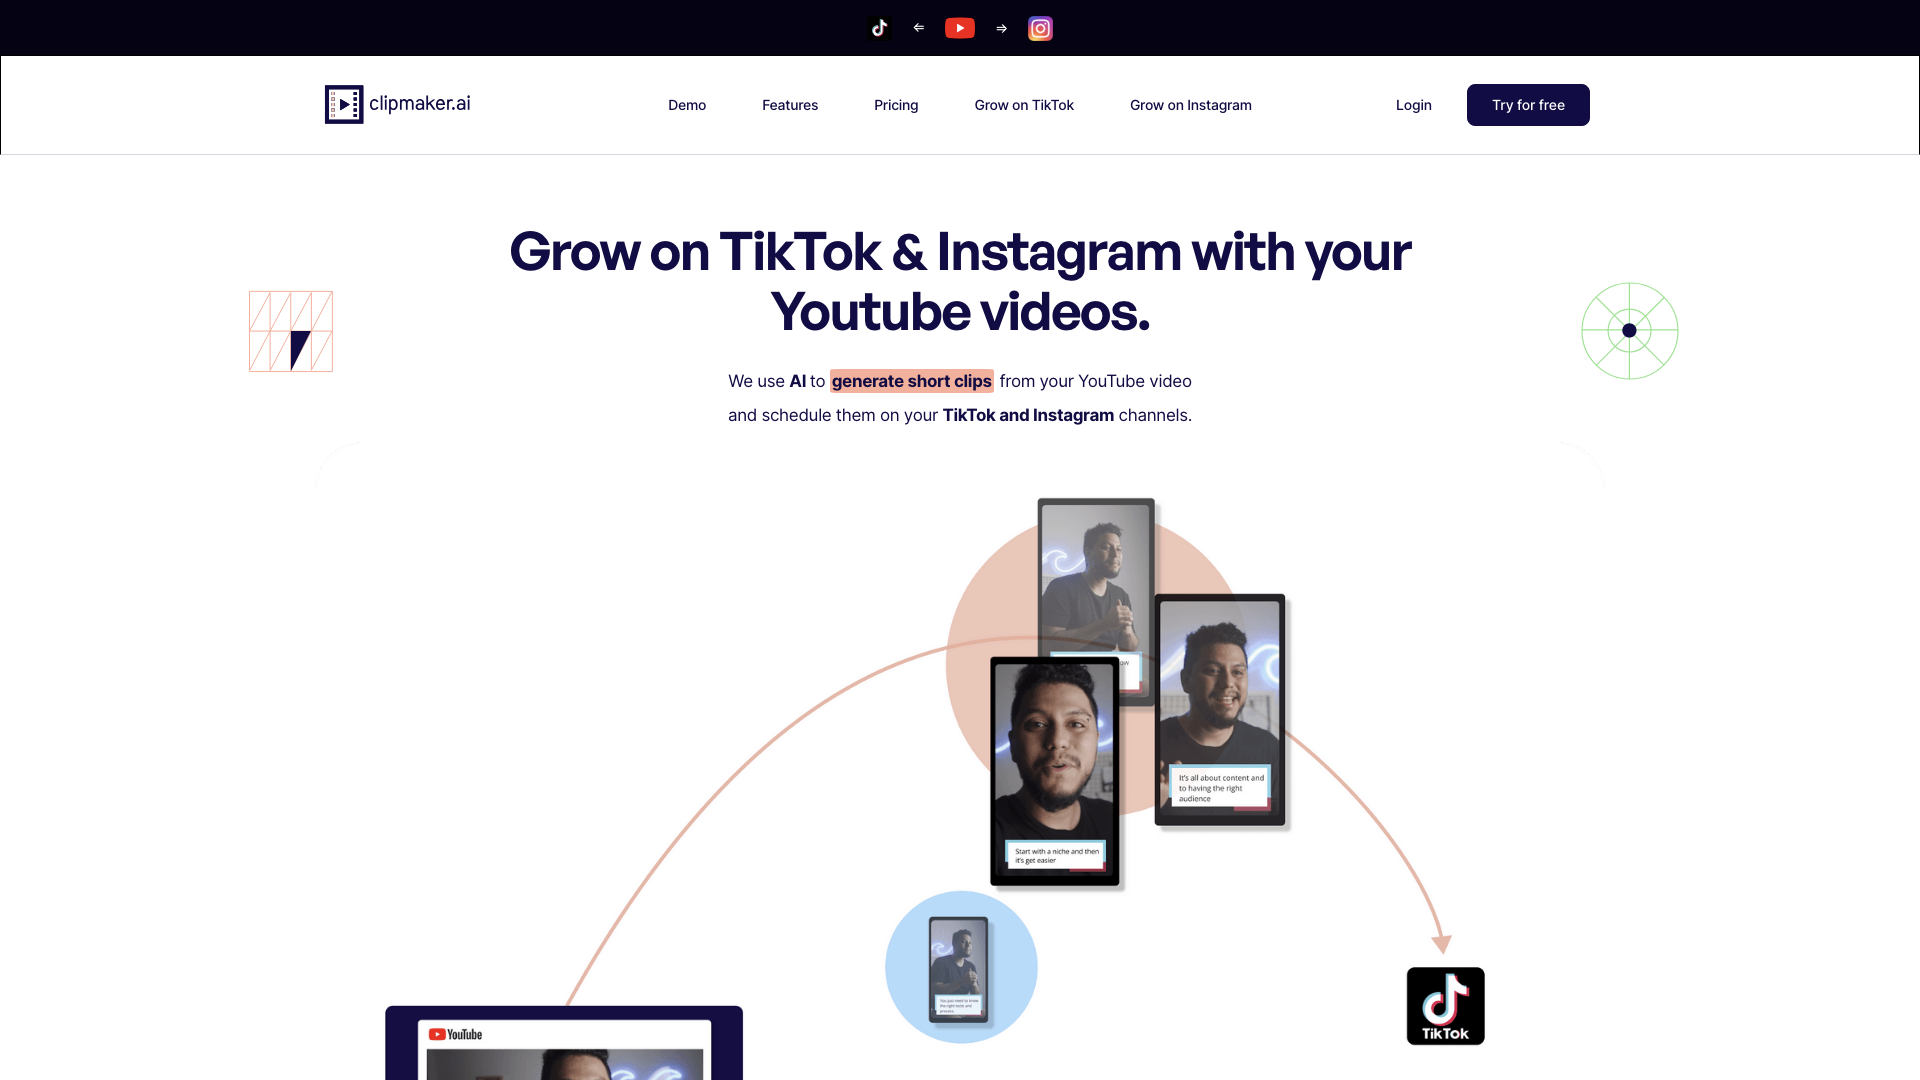 clipmaker.ai
Demo
Features
Pricing
Grow on TikTok
Grow on Instagram
Login
Try for free
Grow on TikTok & Instagram with your
Youtube videos.
We use AI to generate short clips from your YouTube video
and schedule them on your TikTok and Instagram channels.
It's all about content and
to having the right
audience
Start with a niche and then
it's get easier
You just need to know
the right tools and
process
YouTube
TikTok